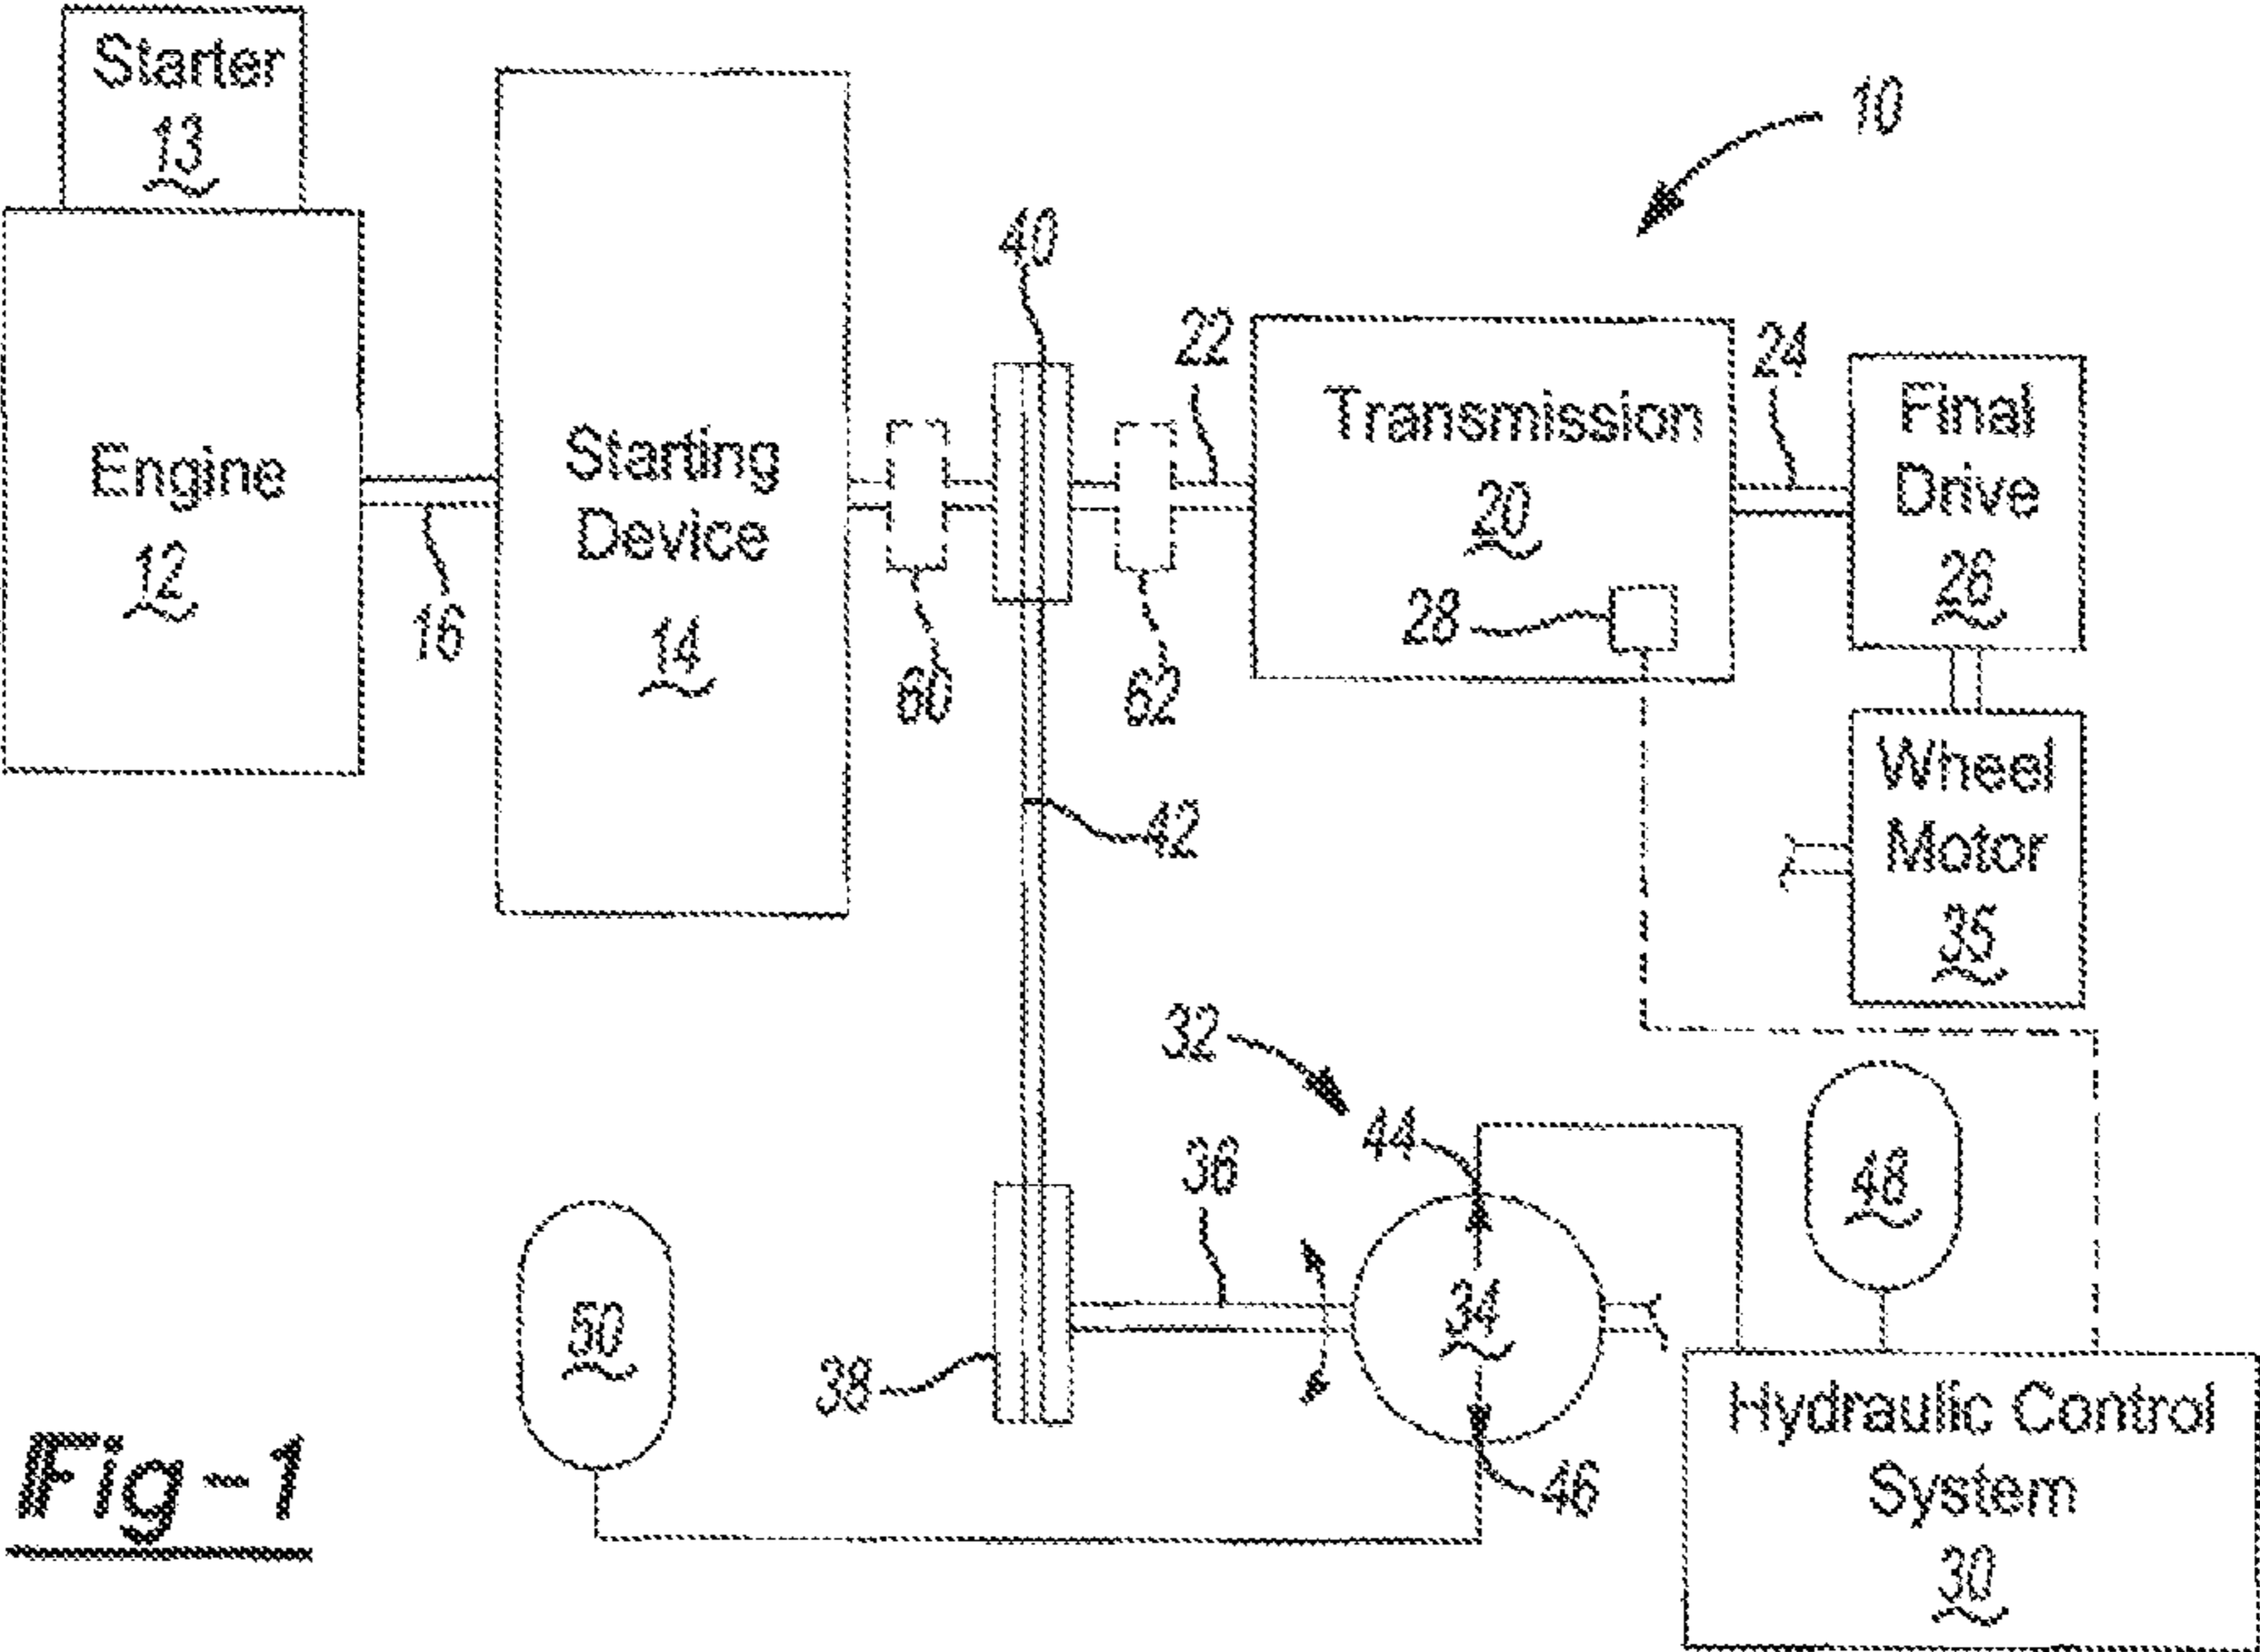 Starter
13
10
40
22
24
Engine
12
16
Starting
Device
14
60
62
Transmission
20
28
Final
Drive
26
42
Wheel
Motor
35
32
44
36
34
46
48
50
38
Hydraulic Control
System
30
Fig-1